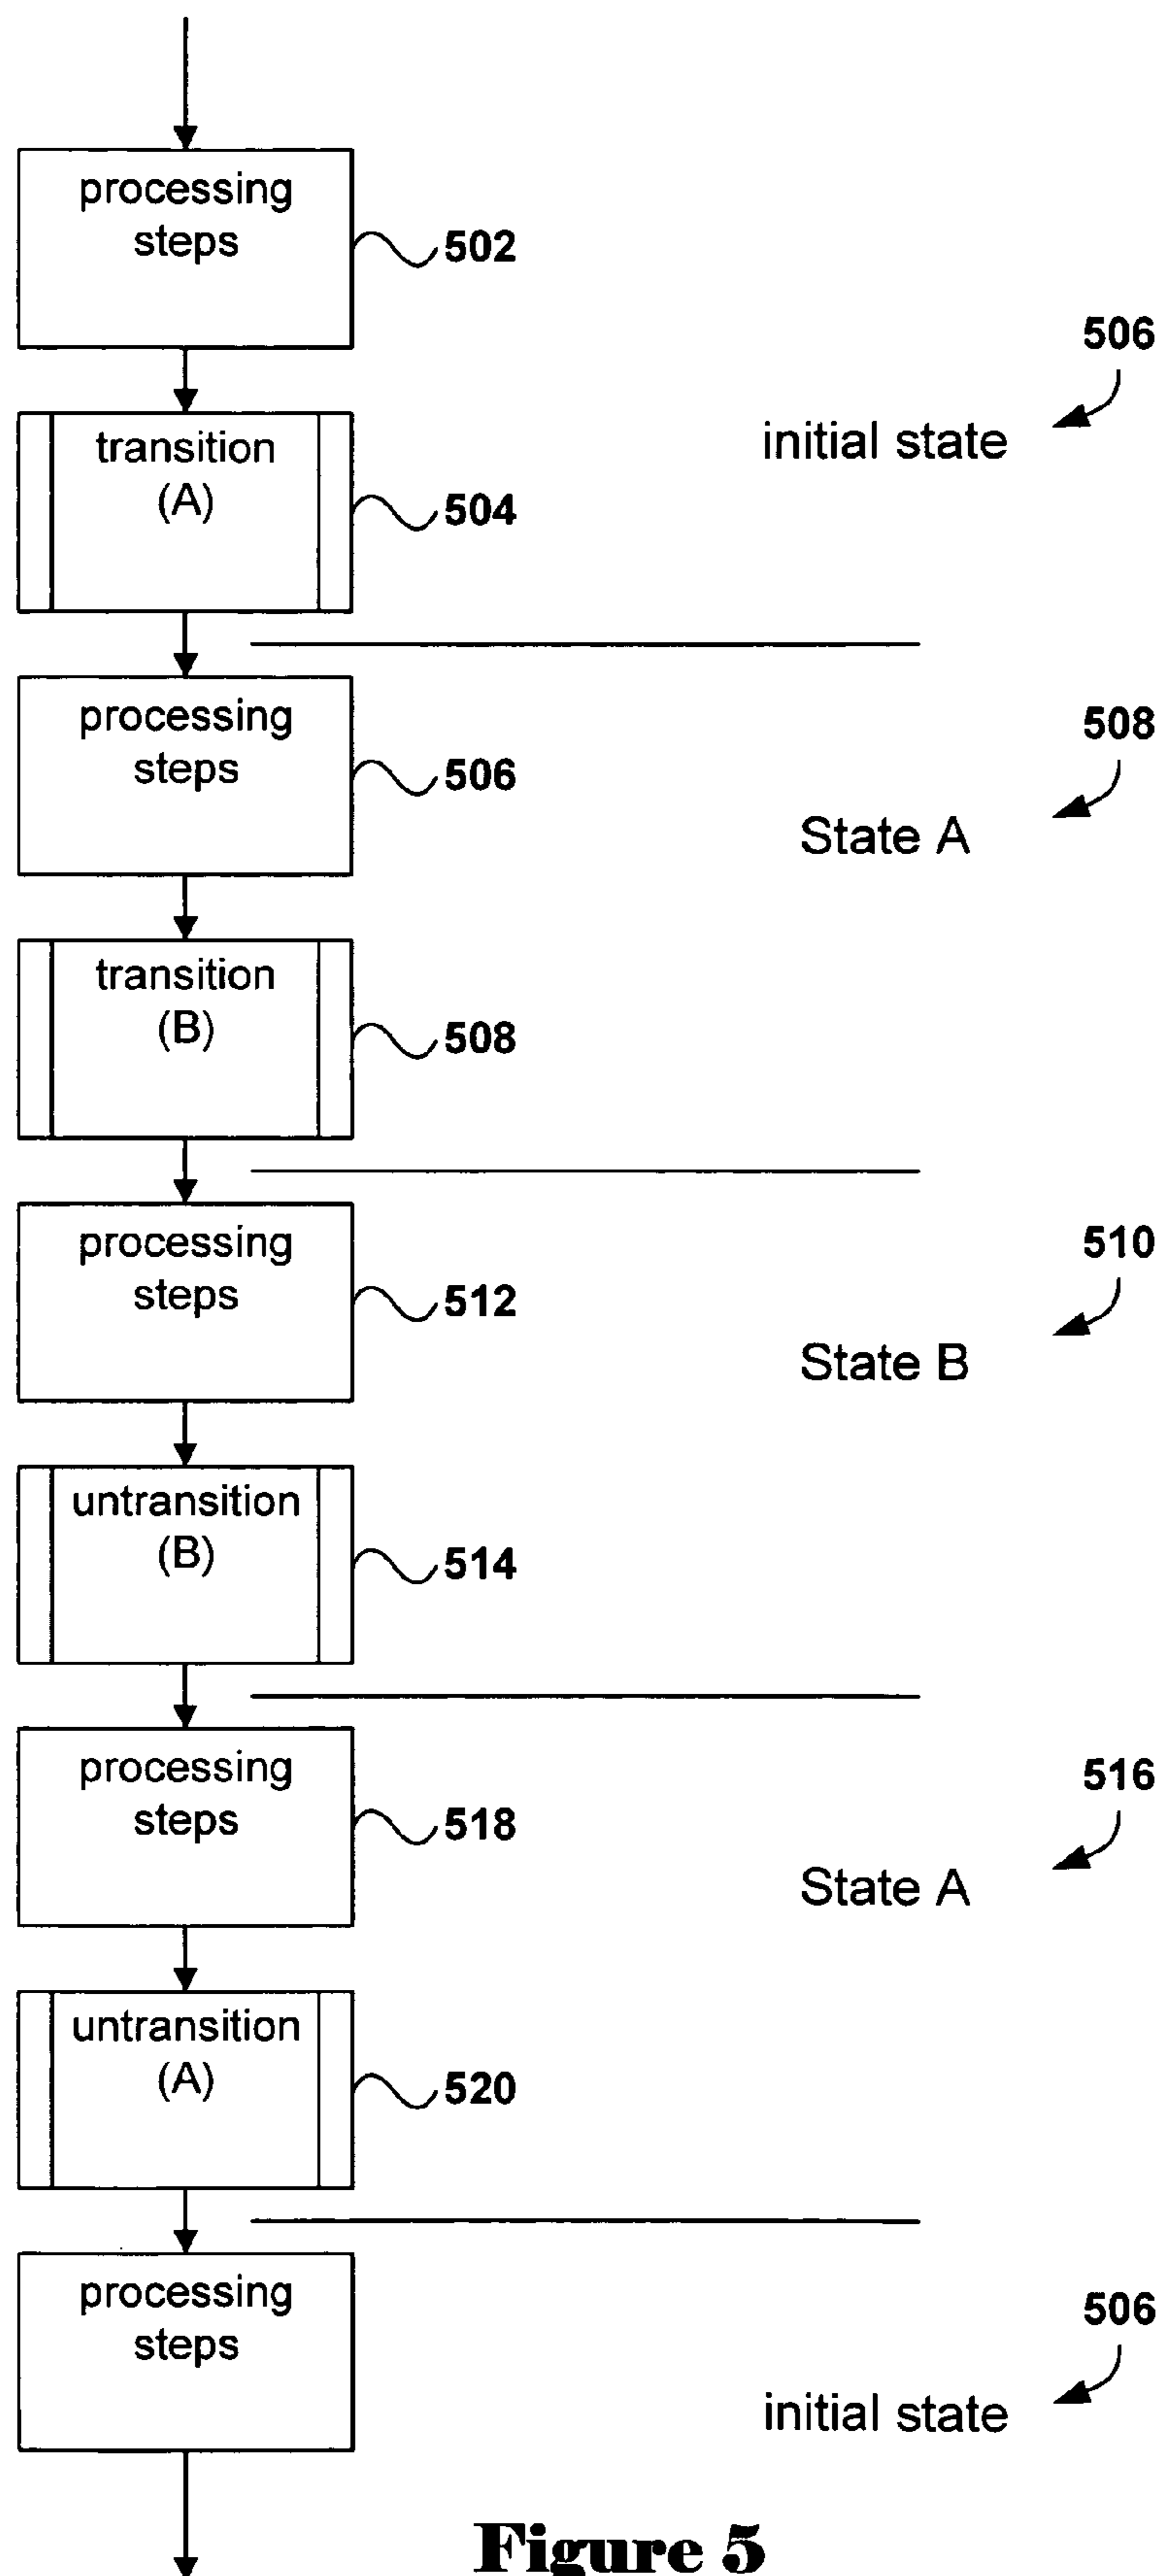 processing
steps
502
506
initial state
transition
(A)
504
processing
steps
506
508
State A
transition
(B)
508
processing
steps
512
510
State B
untransition
(B)
514
processing
steps
518
516
State A
untransition
(A)
520
processing
steps
506
initial state
Figure 5